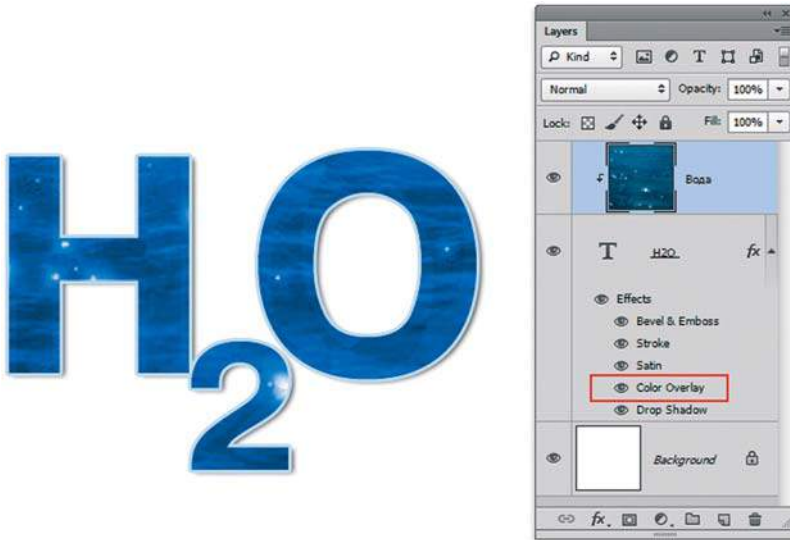 H2O
Layers
Kind
Normal Opacity: 100%
Lock: Fill: 100%
Вода
H2O fx
Effects
Bevel & Emboss
Stroke
Satin
Color Overlay
Drop Shadow
Background
fx